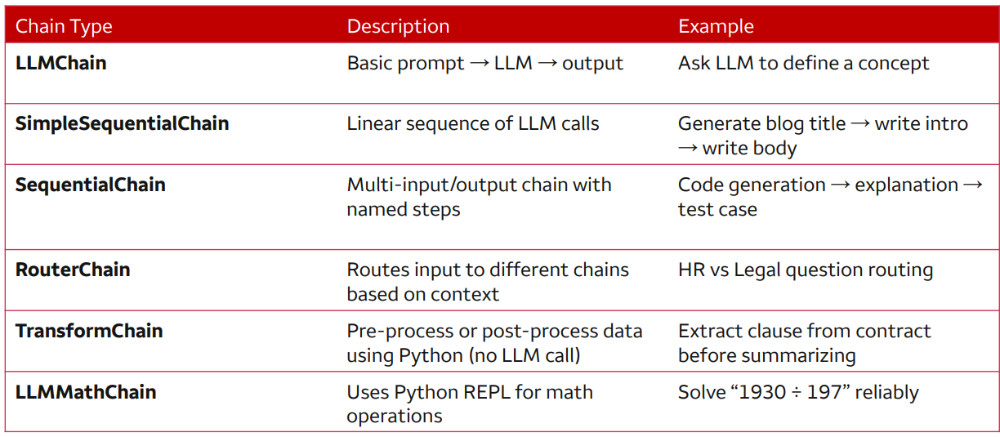 Chain Type Description Example
LLMChain Basic prompt → LLM → output Ask LLM to define a concept
SimpleSequentialChain Linear sequence of LLM calls Generate blog title → write intro
→ write body
SequentialChain Multi-input/output chain with Code generation → explanation →
named steps test case
RouterChain Routes input to different chains HR vs Legal question routing
based on context
TransformChain Pre-process or post-process data Extract clause from contract
using Python (no LLM call) before summarizing
LLMMathChain Uses Python REPL for math Solve “1930 ÷ 197” reliably
operations